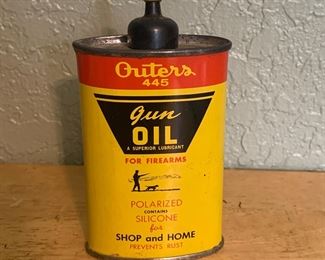 Outers
445
gun
OIL
A SUPERIOR LUBRICANT
FOR FIREARMS
POLARIZED
CONTAINS
SILICONE
for
SHOP and HOME
PREVENTS RUST